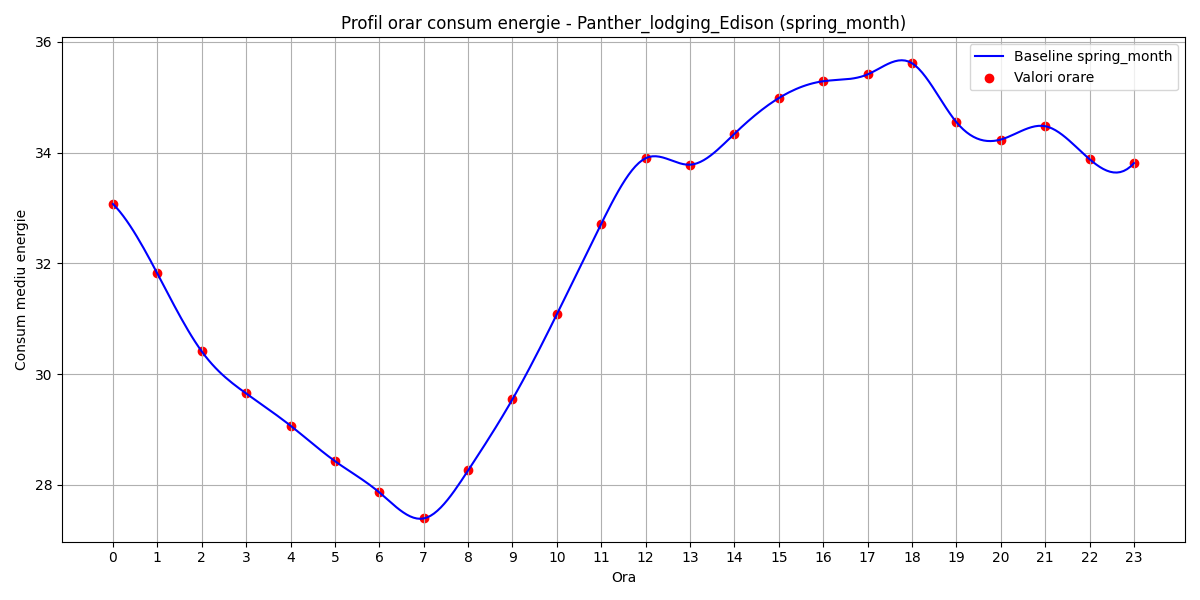 Profil orar consum energie - Panther_lodging_Edison (spring_month)
Baseline spring_month
Valori orare
Consum mediu energie
36
34
32
30
28
0 1 2 3 4 5 6 7 8 9 10 11 12 13 14 15 16 17 18 19 20 21 22 23
Ora